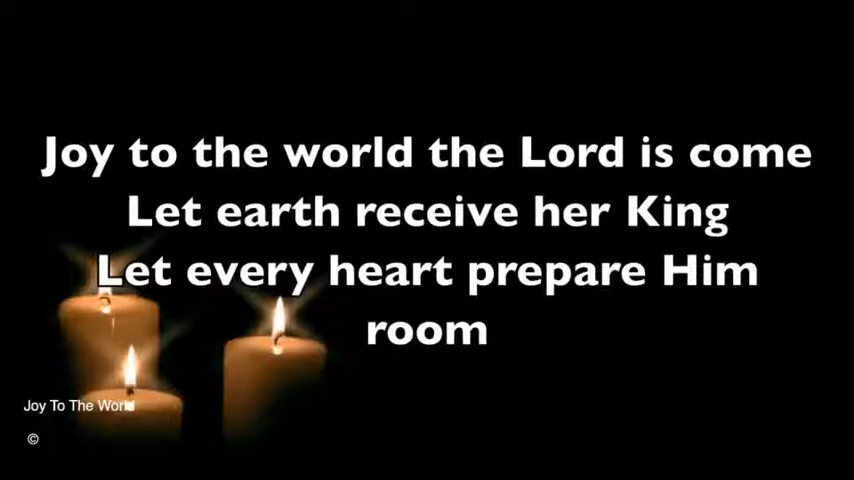 Joy to the world the Lord is come
Let earth receive her King
Let every heart prepare Him
room
Joy To The World
©